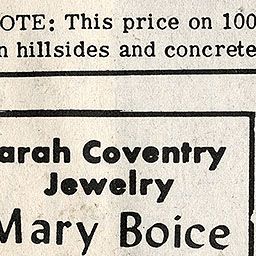 OTE: This price on 100
n hillsides and concrete
arah Coventry
Jewelry
Mary Boice